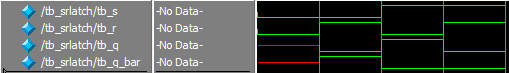 /tb_srlatch/tb_s -No Data-
/tb_srlatch/tb_r -No Data-
/tb_srlatch/tb_q -No Data-
/tb_srlatch/tb_q_bar -No Data-